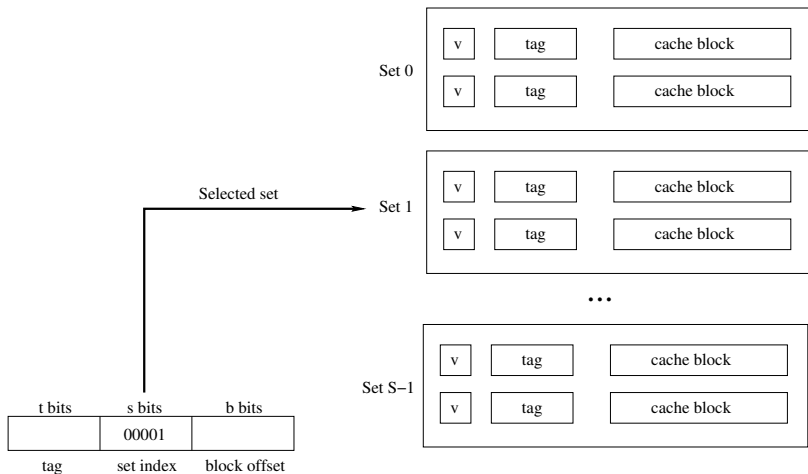 v tag cache block
Set 0
v tag cache block
v tag cache block
Selected set
Set 1
v tag cache block
...
v tag cache block
Set S−1
v tag cache block
t bits s bits b bits
00001
tag set index block offset